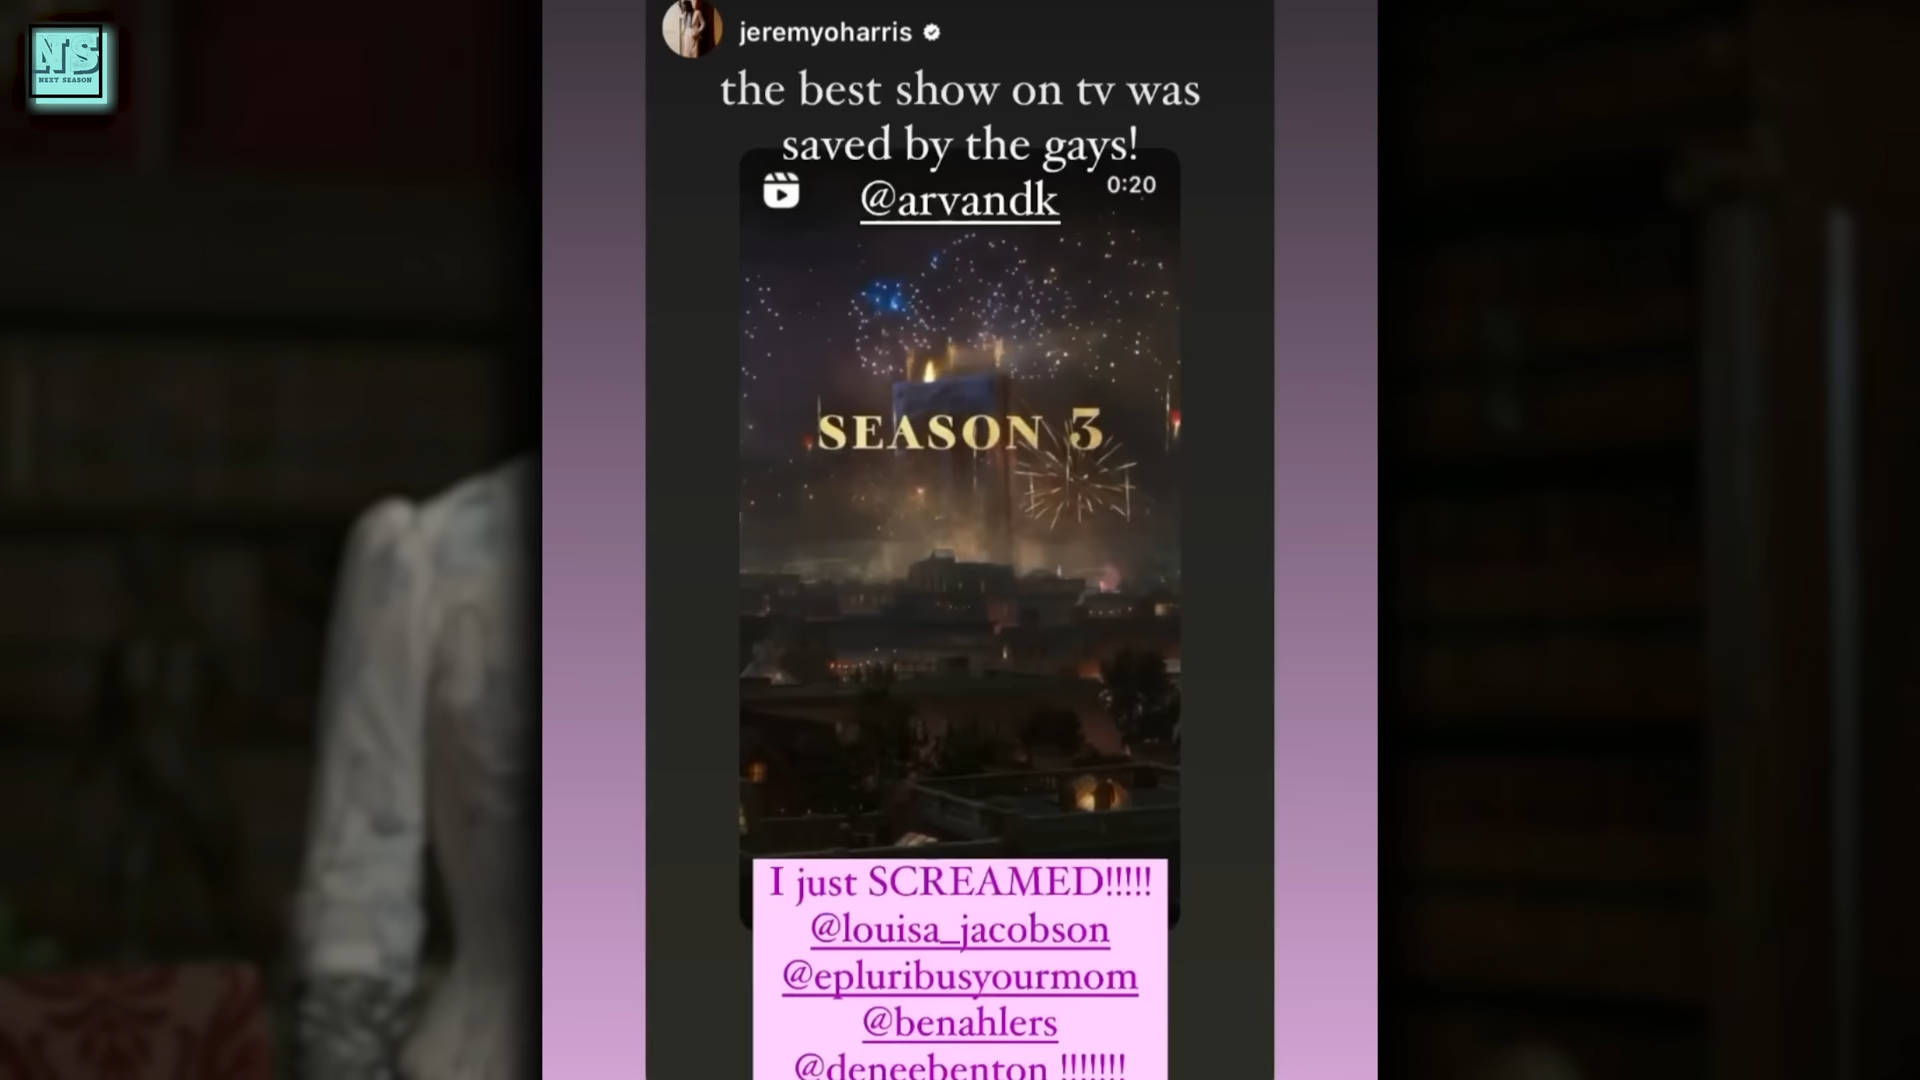 NS
NEXT SEASON
jeremyoharris
the best show on tv was
saved by the gays!
@arvandk
0:20
SEASON 3
I just SCREAMED!!!!!
@louisa_jacobson
@epluribusyourmom
@benahlers
@deneebenton !!!!!!!